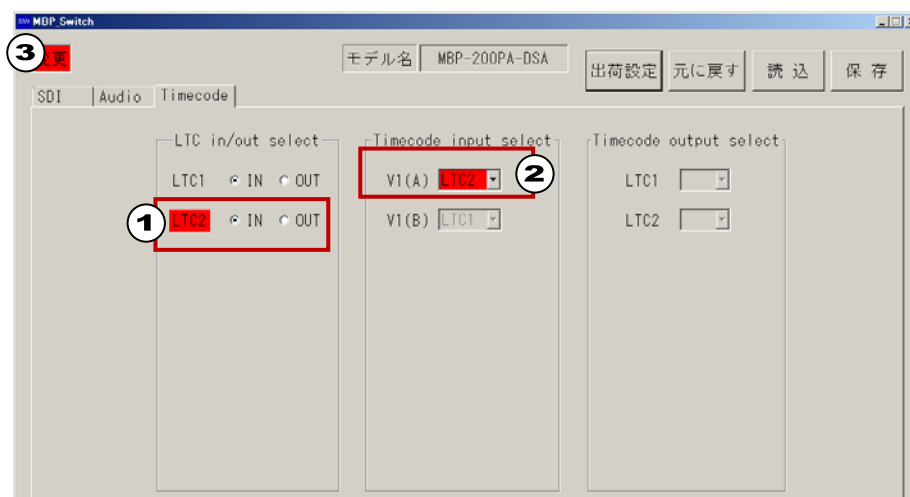 MBP_Switch
③ 変更 モデル名 MBP-200PA-DSA 出荷設定 元に戻す 読 込 保 存
SDI Audio Timecode
LTC in/out select Timecode input select Timecode output select
LTC1 IN OUT V1(A) LTC2 ② LTC1
① LTC2 IN OUT V1(B) LTC1 LTC2